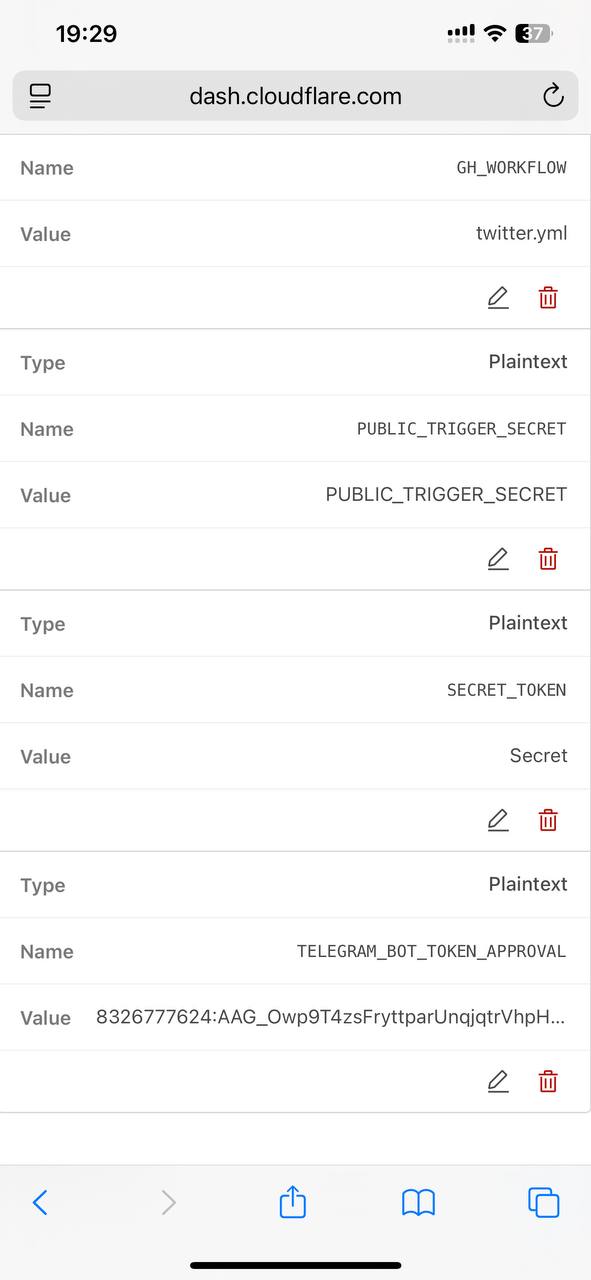 19:29
37
dash.cloudflare.com
Name GH_WORKFLOW
Value twitter.yml
Type Plaintext
Name PUBLIC_TRIGGER_SECRET
Value PUBLIC_TRIGGER_SECRET
Type Plaintext
Name SECRET_TOKEN
Value Secret
Type Plaintext
Name TELEGRAM_BOT_TOKEN_APPROVAL
Value 8326777624:AAG_Owp9T4zsFryttparUnqjqtrVhpH...